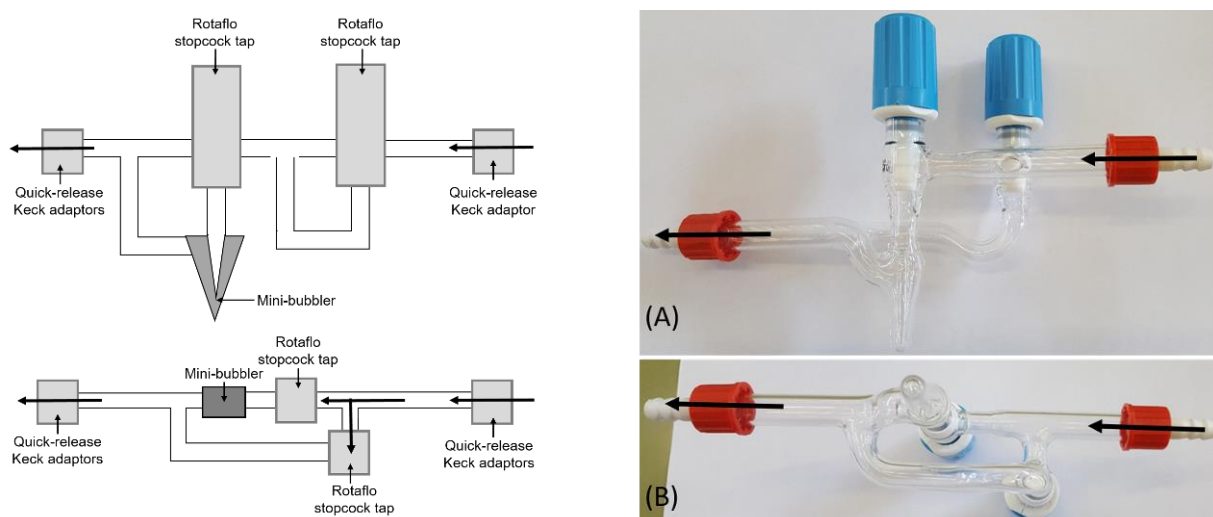 Rotaflo
stopcock tap
Rotaflo
stopcock tap
Quick-release
Keck adaptors
Quick-release
Keck adaptor
Mini-bubbler
Rotaflo
stopcock tap
Mini-bubbler
Quick-release
Keck adaptors
Quick-release
Keck adaptors
Rotaflo
stopcock tap
(A)
(B)